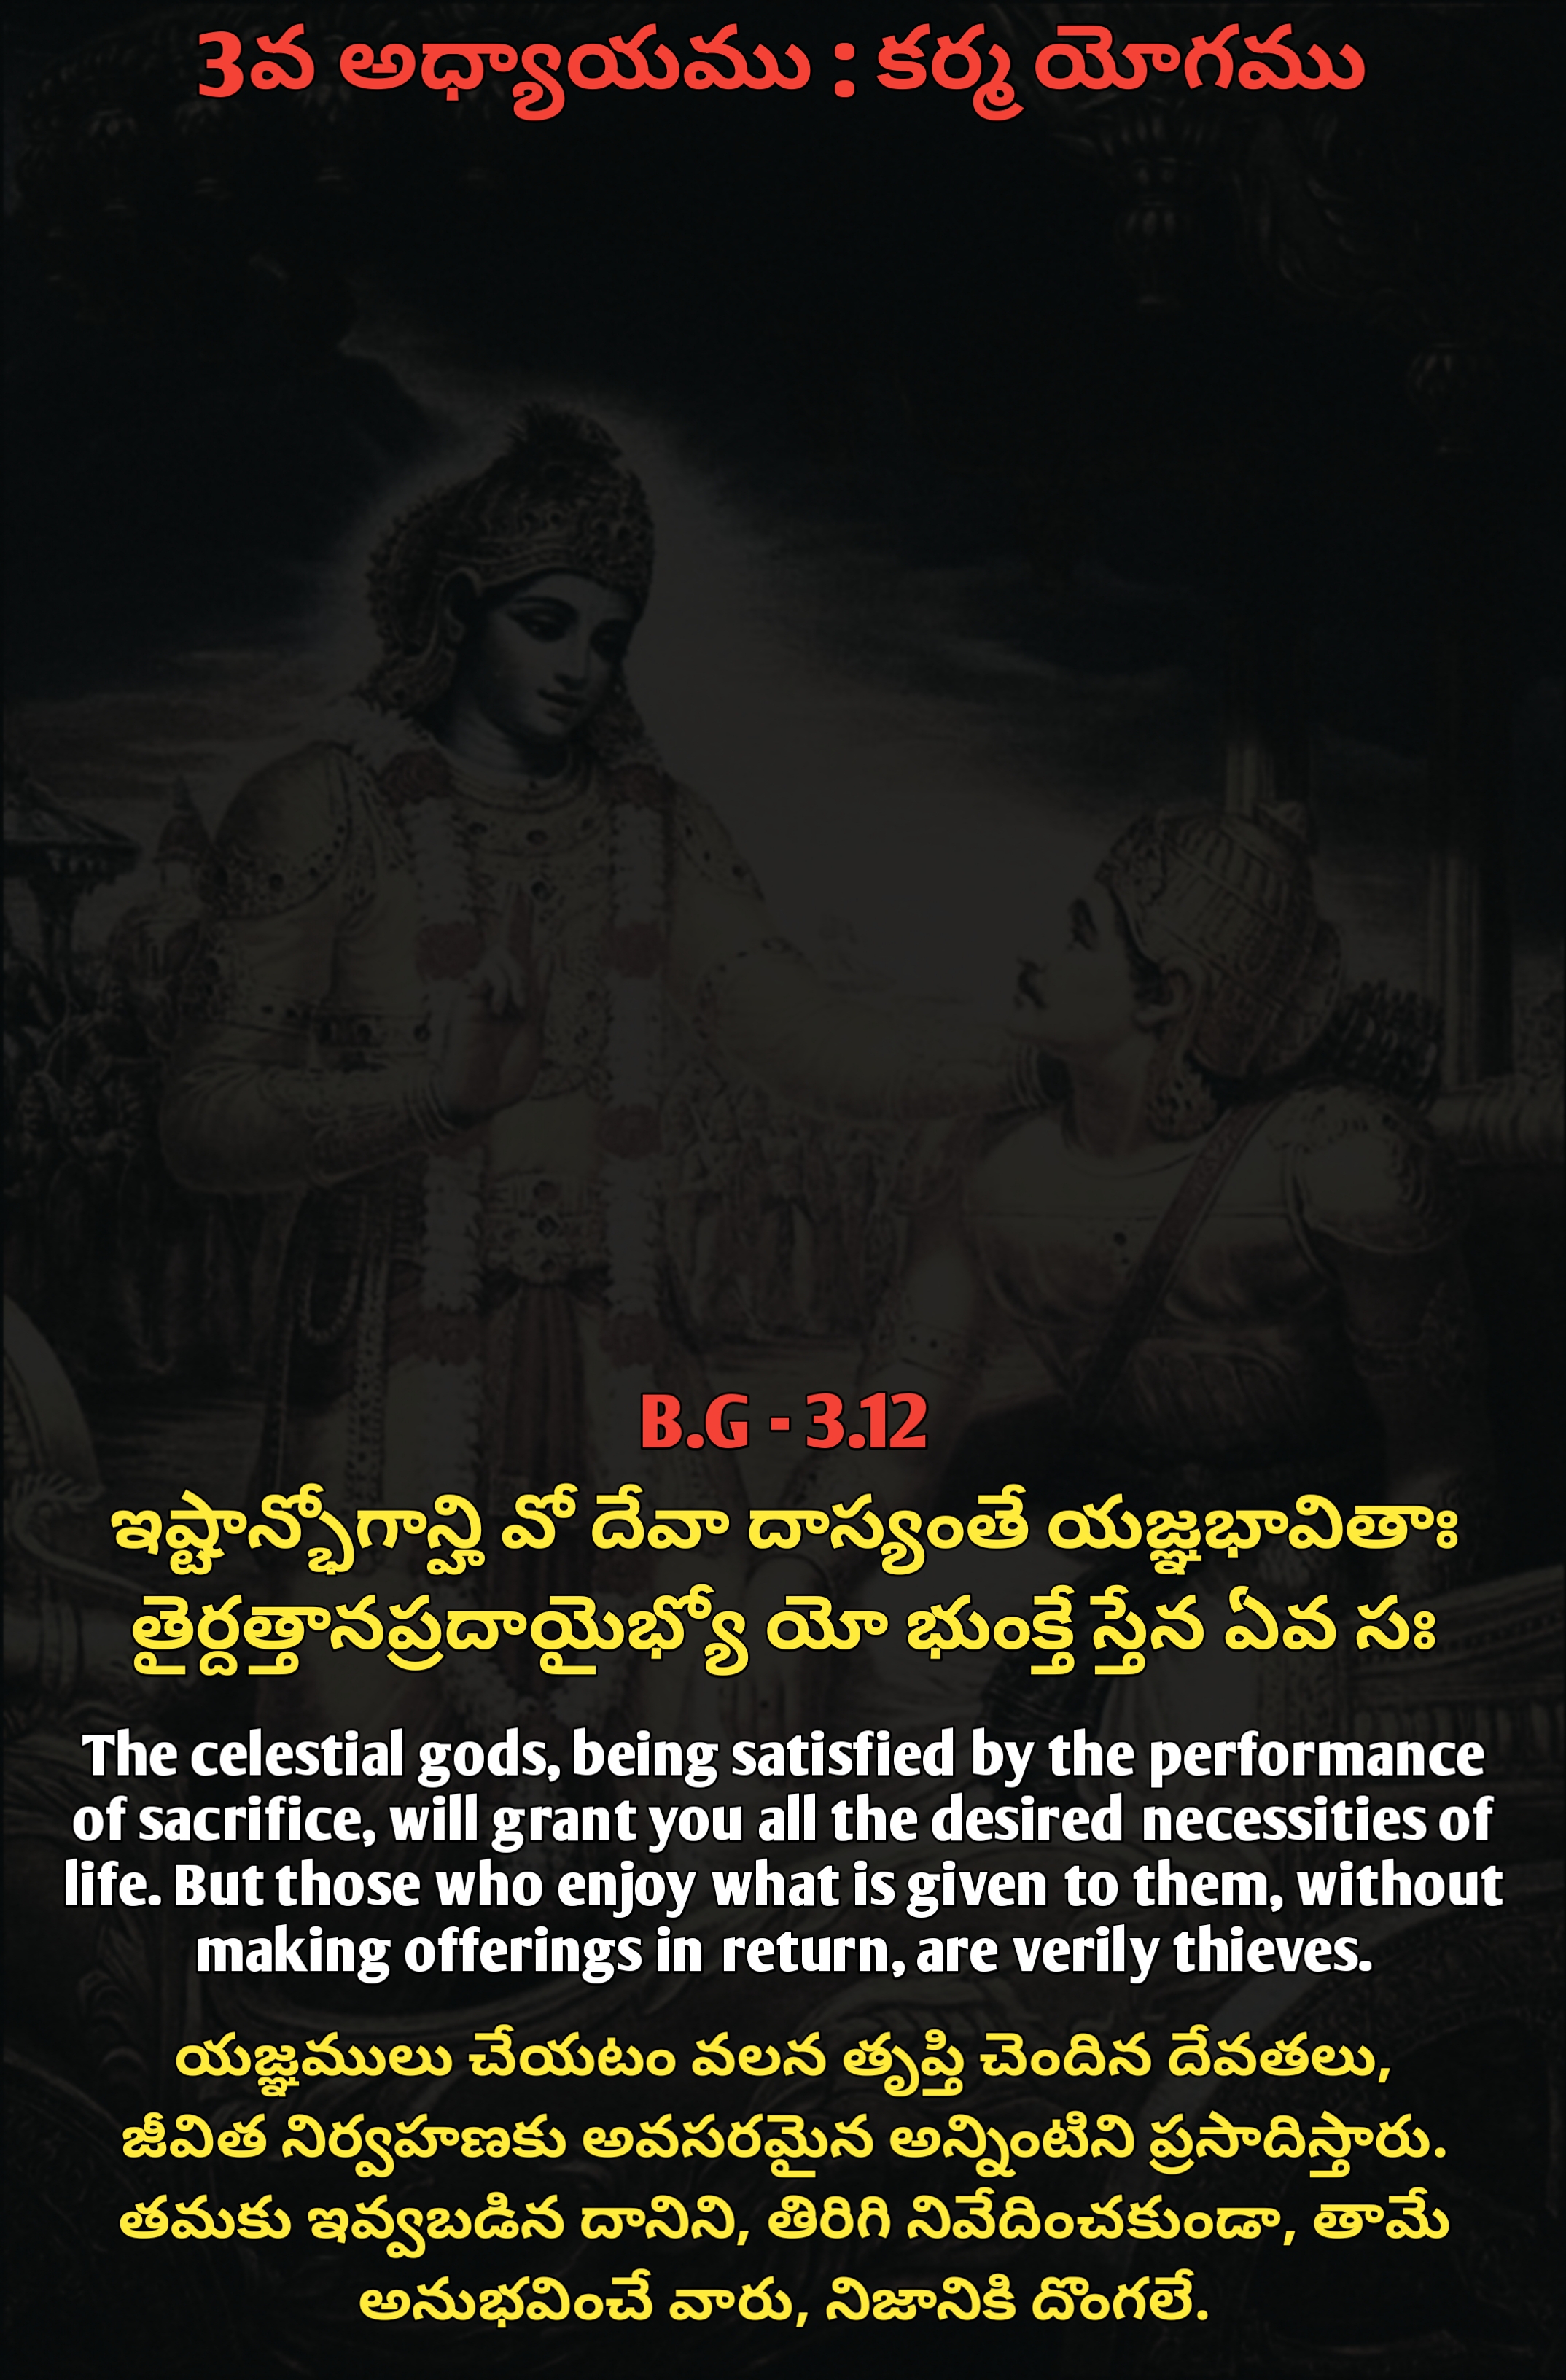 3వ అధ్యాయము : కర్మ యోగము
B.G - 3.12
ఇష్టాన్భోగాన్హి వో దేవా దాస్యంతే యజ్ఞభావితాః
తైర్దత్తానప్రదాయైభ్యో యో భుంక్తే స్తేన ఏవ సః
The celestial gods, being satisfied by the performance
of sacrifice, will grant you all the desired necessities of
life. But those who enjoy what is given to them, without
making offerings in return, are verily thieves.
యజ్ఞములు చేయటం వలన తృప్తి చెందిన దేవతలు,
జీవిత నిర్వహణకు అవసరమైన అన్నింటిని ప్రసాదిస్తారు.
తమకు ఇవ్వబడిన దానిని, తిరిగి నివేదించకుండా, తామే
అనుభవించే వారు, నిజానికి దొంగలే.